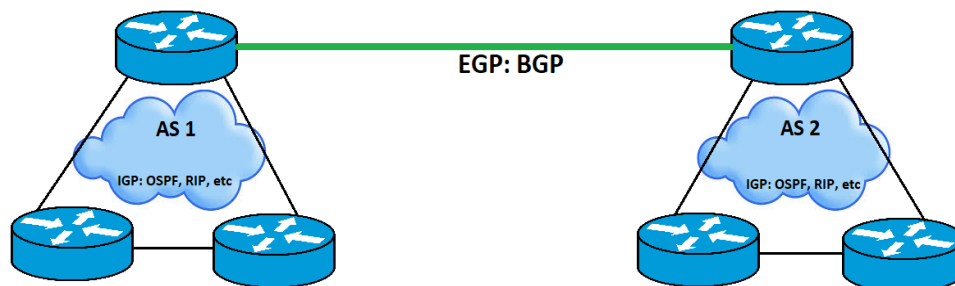 EGP: BGP
AS 1
AS 2
IGP: OSPF, RIP, etc
IGP: OSPF, RIP, etc